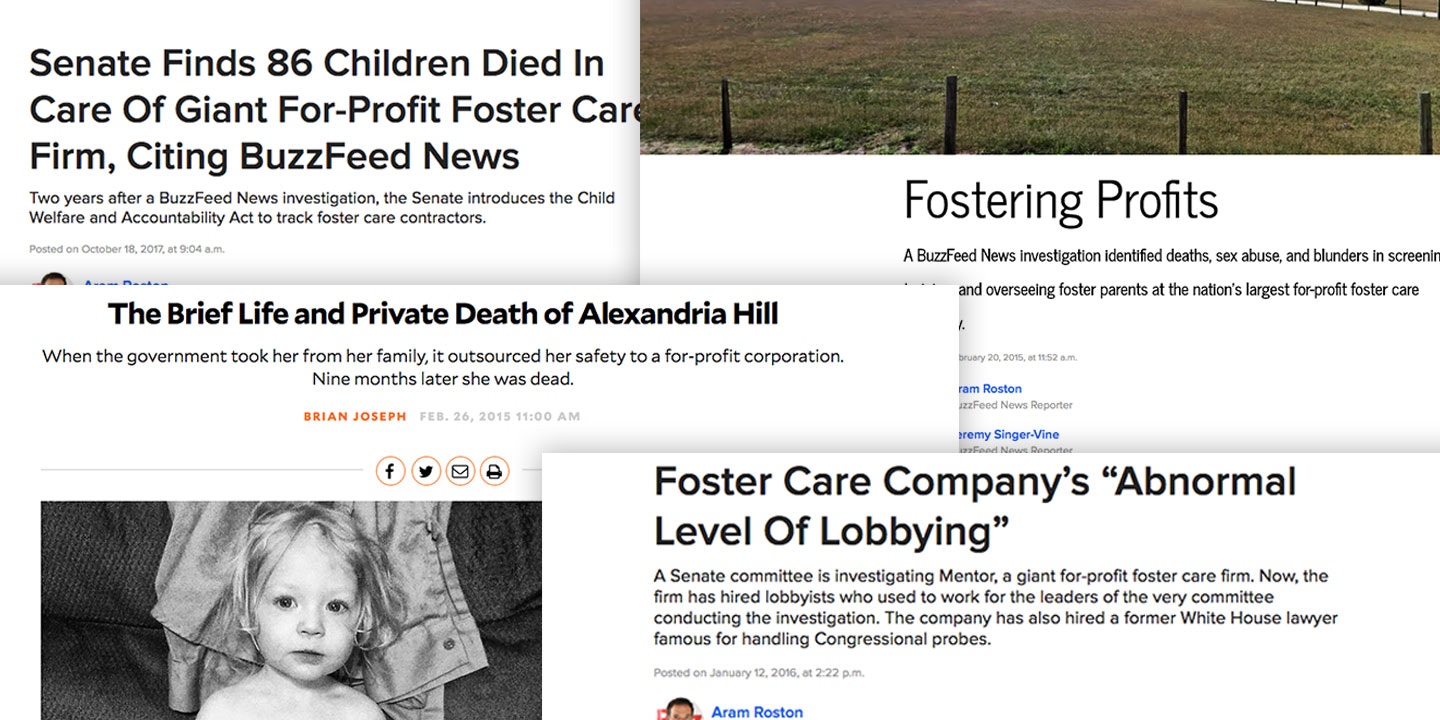 Senate Finds 86 Children Died In
Care Of Giant For-Profit Foster Care
Firm, Citing BuzzFeed News
Two years after a BuzzFeed News investigation, the Senate introduces the Child
Welfare and Accountability Act to track foster care contractors.
Posted on October 18, 2017, at 9:04 a.m.
Aram Roston
Fostering Profits
A BuzzFeed News investigation identified deaths, sex abuse, and blunders in screenin
and overseeing foster parents at the nation's largest for-profit foster care
y.
bruary 20, 2015, at 11:52 a.m.
ram Roston
uzzFeed News Reporter
eremy Singer-Vine
uzzFeed News Reporter
The Brief Life and Private Death of Alexandria Hill
When the government took her from her family, it outsourced her safety to a for-profit corporation.
Nine months later she was dead.
BRIAN JOSEPH FEB. 26, 2015 11:00 AM
Foster Care Company's “Abnormal
Level Of Lobbying”
A Senate committee is investigating Mentor, a giant for-profit foster care firm. Now, the
firm has hired lobbyists who used to work for the leaders of the very committee
conducting the investigation. The company has also hired a former White House lawyer
famous for handling Congressional probes.
Posted on January 12, 2016, at 2:22 p.m.
Aram Roston